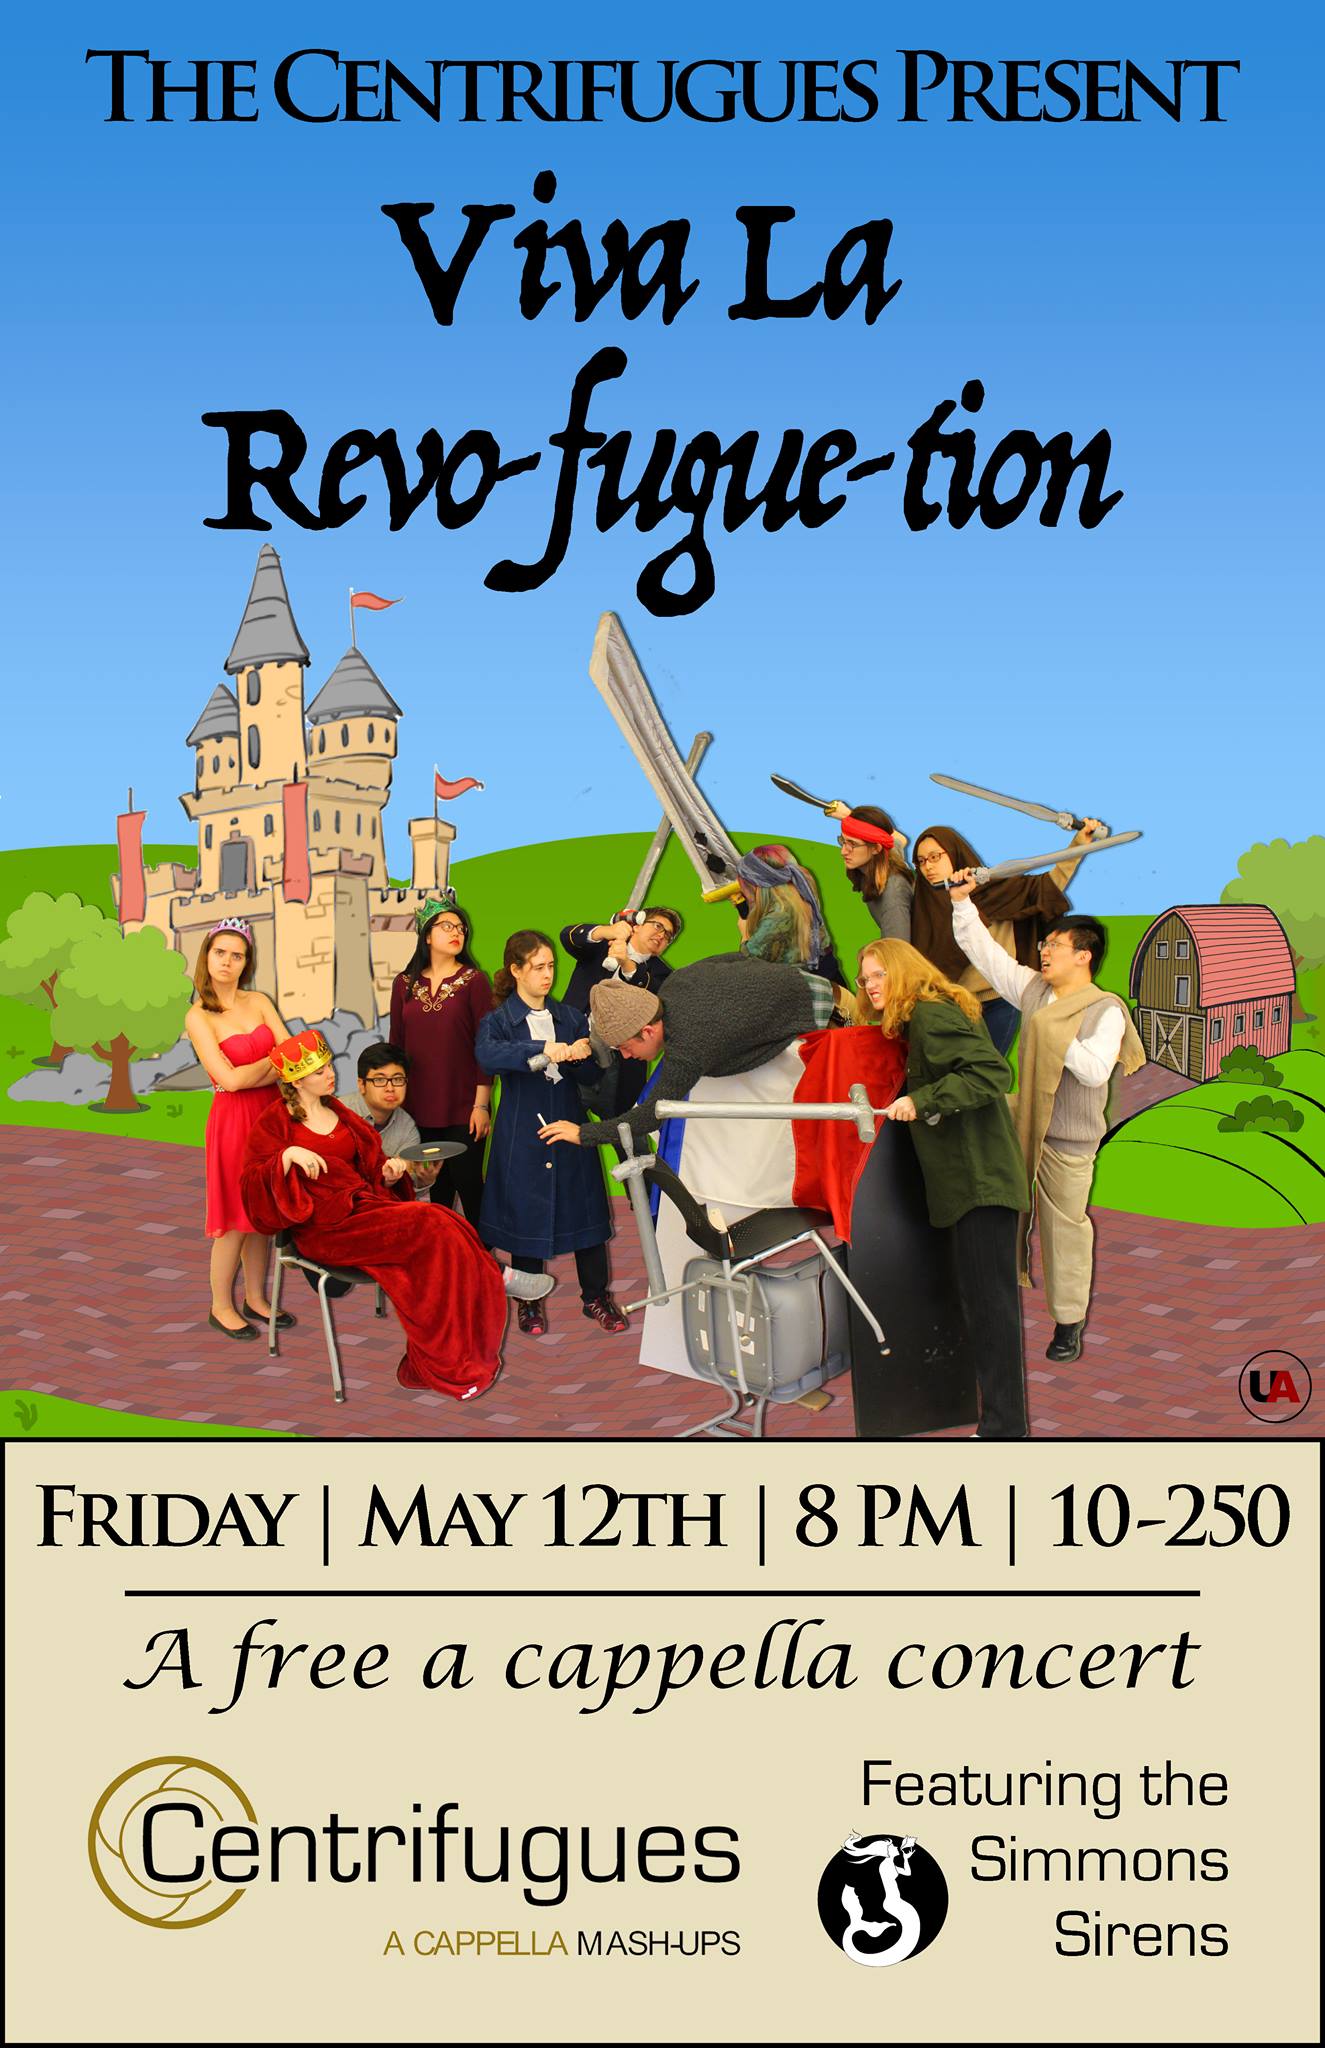 THE CENTRIFUGUES PRESENT
Viva La
Revo-fugue-tion
UA
FRIDAY | MAY 12TH | 8 PM | 10-250
A free a cappella concert
Centrifugues
A CAPPELLA MASH-UPS
Featuring the
Simmons
Sirens